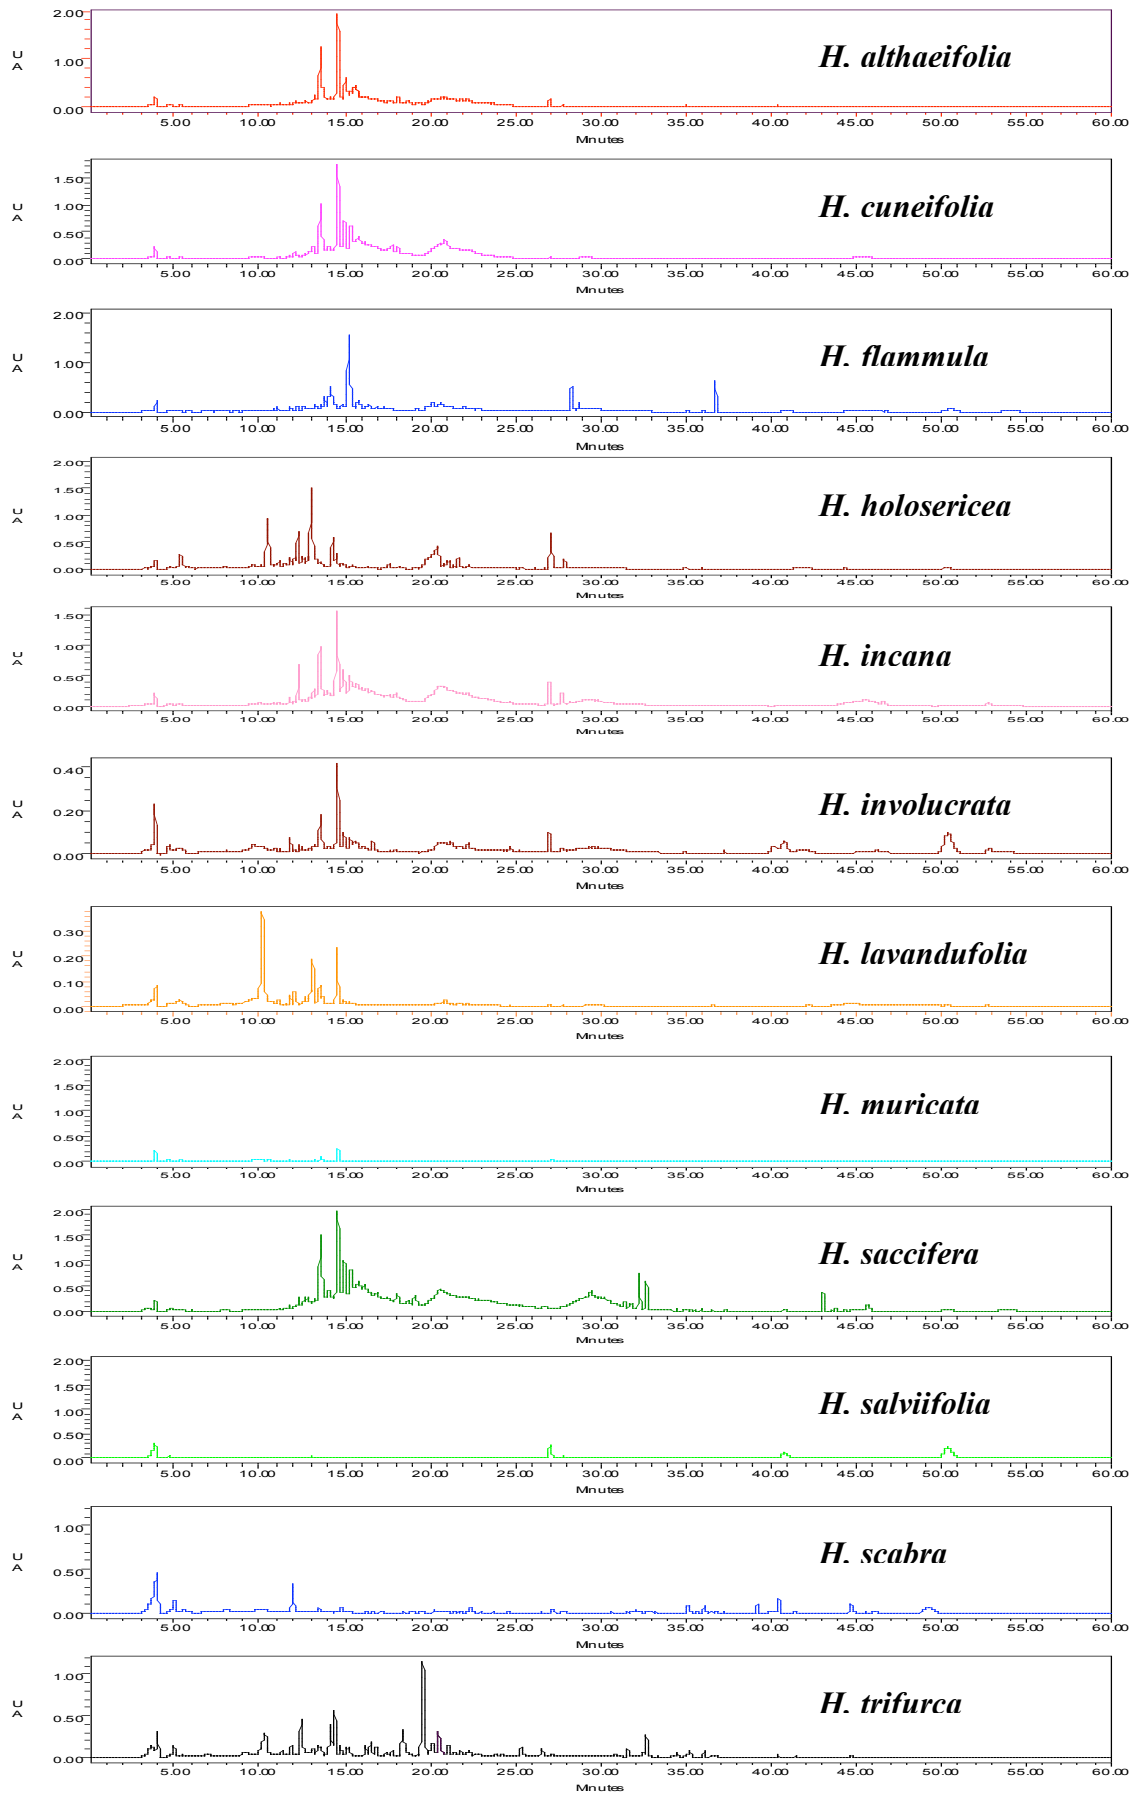 2.00
U
A
1.00
0.00
H. althaeifolia
5.00 10.00 15.00 20.00 25.00 30.00 35.00 40.00 45.00 50.00 55.00 60.00
Minutes
1.50
U
A
1.00
0.50
0.00
H. cuneifolia
5.00 10.00 15.00 20.00 25.00 30.00 35.00 40.00 45.00 50.00 55.00 60.00
Minutes
2.00
U
A
1.00
0.00
H. flammula
5.00 10.00 15.00 20.00 25.00 30.00 35.00 40.00 45.00 50.00 55.00 60.00
Minutes
2.00
1.50
U
A
1.00
0.50
0.00
H. holosericea
5.00 10.00 15.00 20.00 25.00 30.00 35.00 40.00 45.00 50.00 55.00 60.00
Minutes
1.50
U
A
1.00
0.50
0.00
H. incana
5.00 10.00 15.00 20.00 25.00 30.00 35.00 40.00 45.00 50.00 55.00 60.00
Minutes
0.40
U
A
0.20
0.00
H. involucrata
5.00 10.00 15.00 20.00 25.00 30.00 35.00 40.00 45.00 50.00 55.00 60.00
Minutes
0.30
U
A
0.20
0.10
0.00
H. lavandufolia
5.00 10.00 15.00 20.00 25.00 30.00 35.00 40.00 45.00 50.00 55.00 60.00
Minutes
2.00
1.50
U
A
1.00
0.50
0.00
H. muricata
5.00 10.00 15.00 20.00 25.00 30.00 35.00 40.00 45.00 50.00 55.00 60.00
Minutes
2.00
1.50
U
A
1.00
0.50
0.00
H. saccifera
5.00 10.00 15.00 20.00 25.00 30.00 35.00 40.00 45.00 50.00 55.00 60.00
Minutes
2.00
1.50
U
A
1.00
0.50
0.00
H. salviifolia
5.00 10.00 15.00 20.00 25.00 30.00 35.00 40.00 45.00 50.00 55.00 60.00
Minutes
1.00
U
A
0.50
0.00
H. scabra
5.00 10.00 15.00 20.00 25.00 30.00 35.00 40.00 45.00 50.00 55.00 60.00
Minutes
1.00
U
A
0.50
0.00
H. trifurca
5.00 10.00 15.00 20.00 25.00 30.00 35.00 40.00 45.00 50.00 55.00 60.00
Minutes